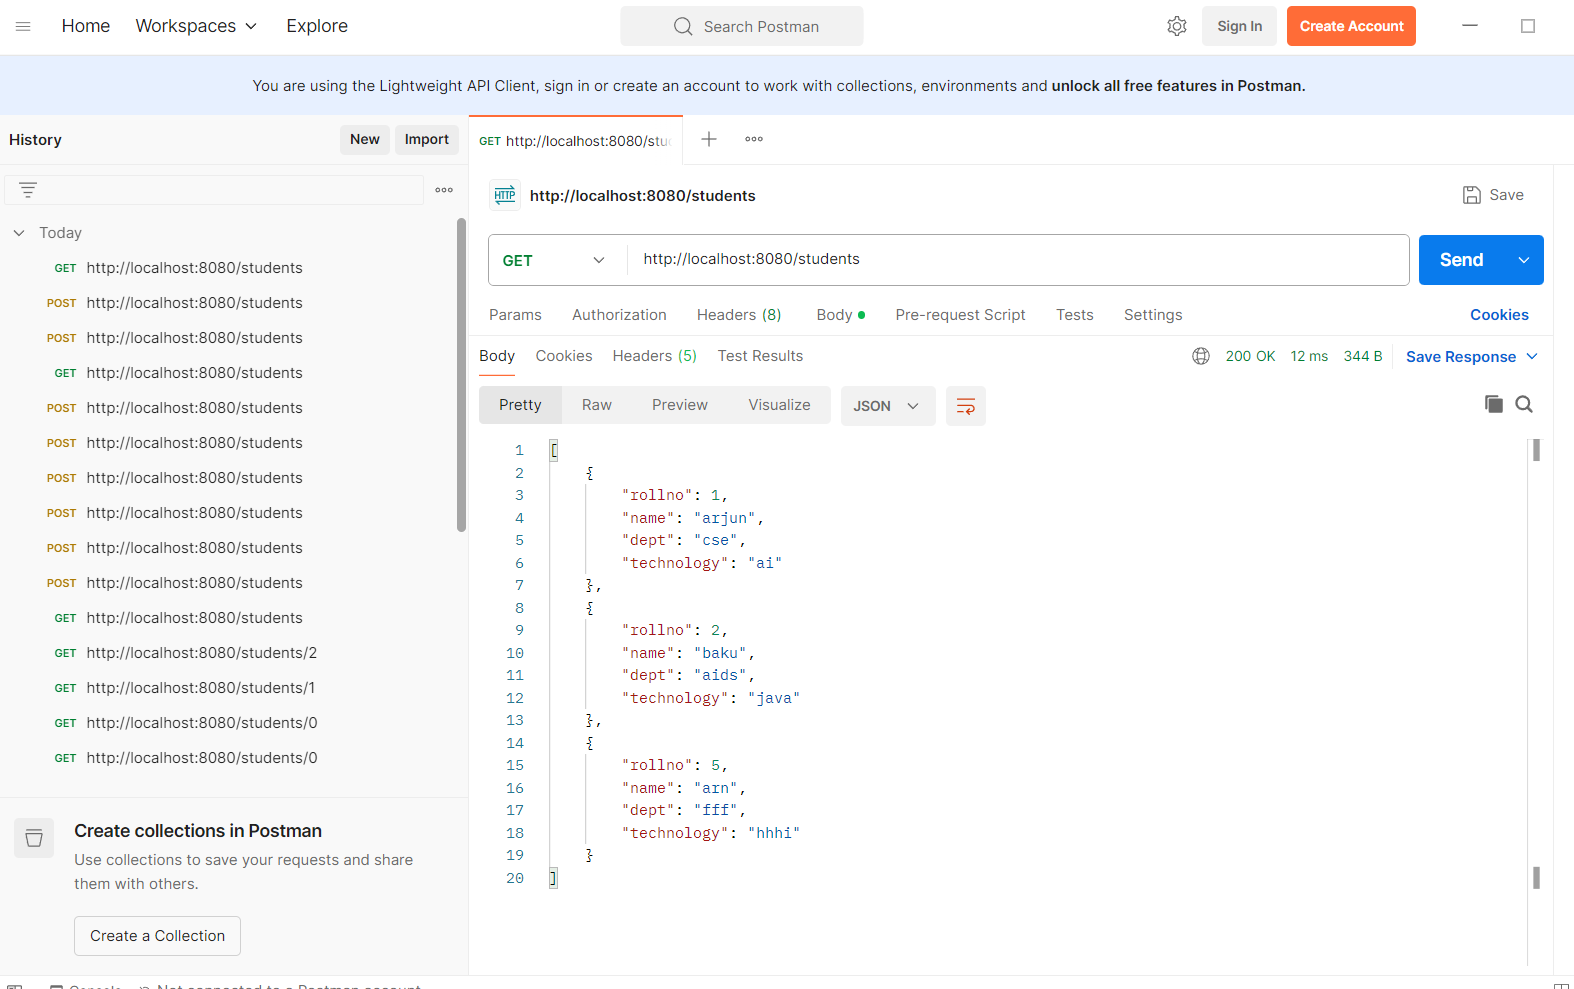 Home Workspaces Explore Search Postman Sign In Create Account
You are using the Lightweight API Client, sign in or create an account to work with collections, environments and unlock all free features in Postman.
History New Import
GET http://localhost:8080/stu
HTTP http://localhost:8080/students Save
Today
GET http://localhost:8080/students
POST http://localhost:8080/students
POST http://localhost:8080/students
GET http://localhost:8080/students
POST http://localhost:8080/students
POST http://localhost:8080/students
POST http://localhost:8080/students
POST http://localhost:8080/students
POST http://localhost:8080/students
POST http://localhost:8080/students
GET http://localhost:8080/students
GET http://localhost:8080/students/2
GET http://localhost:8080/students/1
GET http://localhost:8080/students/0
GET http://localhost:8080/students/0
Create collections in Postman
Use collections to save your requests and share
them with others.
Create a Collection
GET http://localhost:8080/students Send
Params Authorization Headers (8) Body Pre-request Script Tests Settings Cookies
Body Cookies Headers (5) Test Results 200 OK 12 ms 344 B Save Response
Pretty Raw Preview Visualize JSON
1 [
2 {
3 "rollno": 1,
4 "name": "arjun",
5 "dept": "cse",
6 "technology": "ai"
7 },
8 {
9 "rollno": 2,
10 "name": "baku",
11 "dept": "aids",
12 "technology": "java"
13 },
14 {
15 "rollno": 5,
16 "name": "arn",
17 "dept": "fff",
18 "technology": "hhhi"
19 }
20 ]
Console Not connected to a Postman account